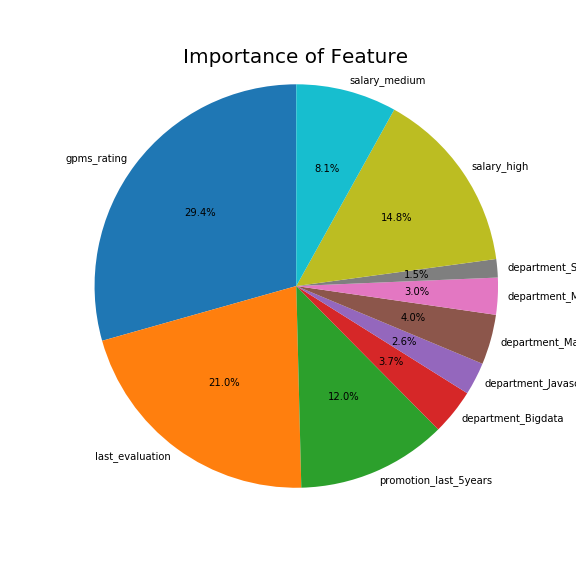 Importance of Feature
salary_medium
gpms_rating
salary_high
8.1%
29.4%
14.8%
department_S
1.5%
3.0%
department_M
4.0%
department_Ma
2.6%
3.7%
21.0%
department_Javasc
12.0%
department_Bigdata
last_evaluation
promotion_last_5years